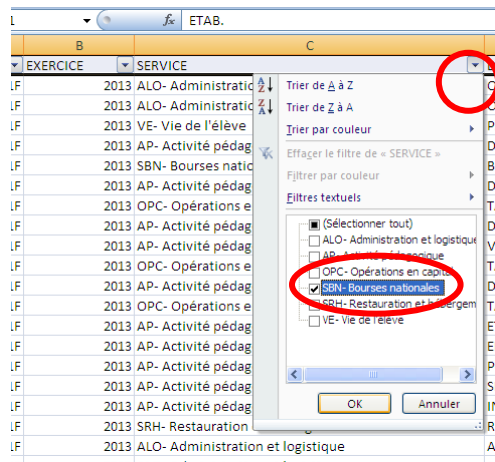 ETAB.
B C
EXERCICE SERVICE
2013 ALO- Administratio
2013 ALO- Administratio
2013 VE- Vie de l'élève
2013 AP- Activité pédag
2013 SBN- Bourses natio
2013 AP- Activité pédag
2013 OPC- Opérations e
2013 AP- Activité pédag
2013 AP- Activité pédag
2013 OPC- Opérations e
2013 AP- Activité pédag
2013 OPC- Opérations e
2013 AP- Activité pédag
2013 AP- Activité pédag
2013 AP- Activité pédag
2013 AP- Activité pédag
2013 AP- Activité pédag
2013 SRH- Restauration
2013 ALO- Administration et logistique
Trier de A à Z
Trier de Z à A
Trier par couleur
Effacer le filtre de « SERVICE »
Filtrer par couleur
Filtres textuels
(Sélectionner tout)
ALO- Administration et logistique
AP- Activité pédagogique
OPC- Opérations en capital
SBN- Bourses nationales
SRH- Restauration et hébergem
VE- Vie de l'élève
OK Annuler